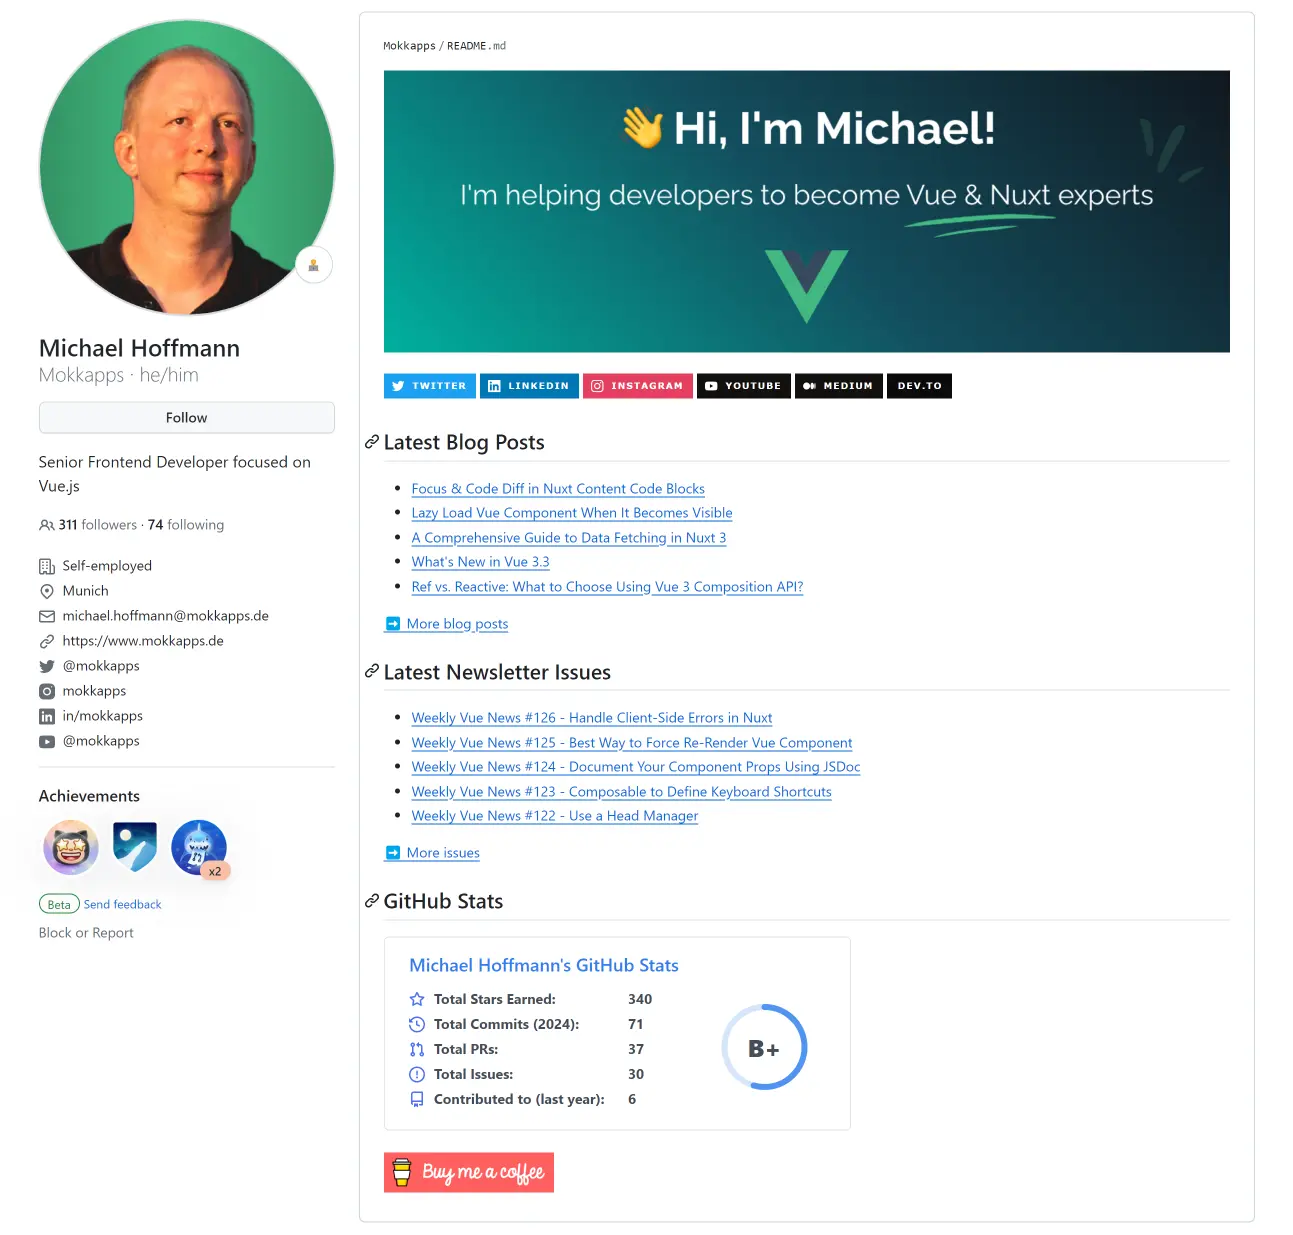 Michael Hoffmann
Mokkapps · he/him
Follow
Senior Frontend Developer focused on
Vue.js
311 followers · 74 following
Self-employed
Munich
michael.hoffmann@mokkapps.de
https://www.mokkapps.de
@mokkapps
mokkapps
in/mokkapps
@mokkapps
Achievements
x2
Beta Send feedback
Block or Report
Mokkapps / README.md
👋 Hi, I'm Michael!
I'm helping developers to become Vue & Nuxt experts
TWITTER LINKEDIN INSTAGRAM YOUTUBE MEDIUM DEV.TO
Latest Blog Posts
Focus & Code Diff in Nuxt Content Code Blocks
Lazy Load Vue Component When It Becomes Visible
A Comprehensive Guide to Data Fetching in Nuxt 3
What's New in Vue 3.3
Ref vs. Reactive: What to Choose Using Vue 3 Composition API?
➡️ More blog posts
Latest Newsletter Issues
Weekly Vue News #126 - Handle Client-Side Errors in Nuxt
Weekly Vue News #125 - Best Way to Force Re-Render Vue Component
Weekly Vue News #124 - Document Your Component Props Using JSDoc
Weekly Vue News #123 - Composable to Define Keyboard Shortcuts
Weekly Vue News #122 - Use a Head Manager
➡️ More issues
GitHub Stats
Michael Hoffmann's GitHub Stats
Total Stars Earned: 340
Total Commits (2024): 71
Total PRs: 37
Total Issues: 30
Contributed to (last year): 6
B+
Buy me a coffee